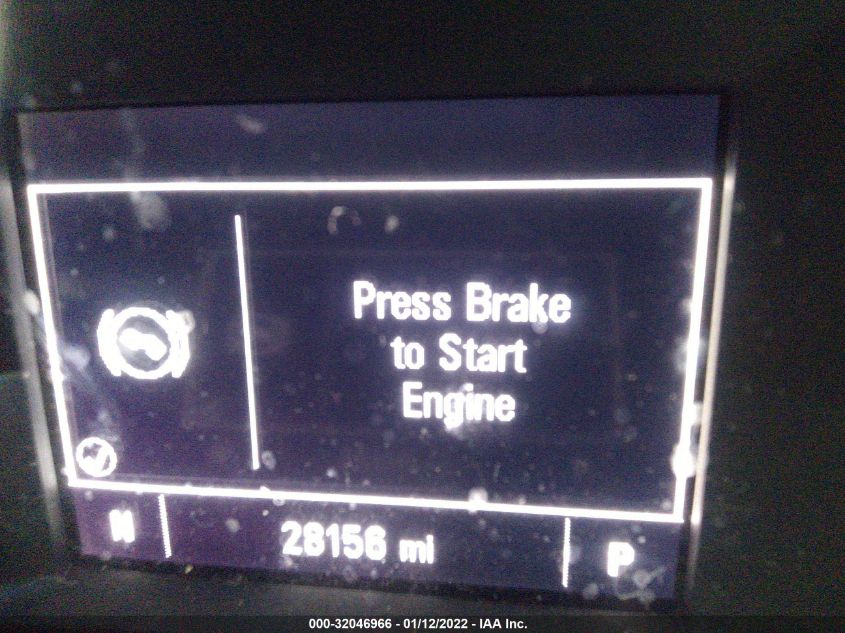 Press Brake
to Start
Engine
N 28156 mi P
000-32046966 - 01/12/2022 - IAA Inc.